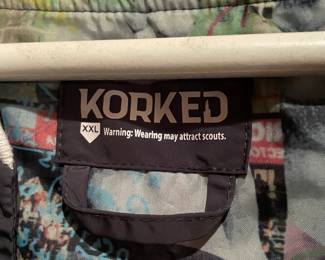 KORKED
XXL
Warning: Wearing may attract scouts.